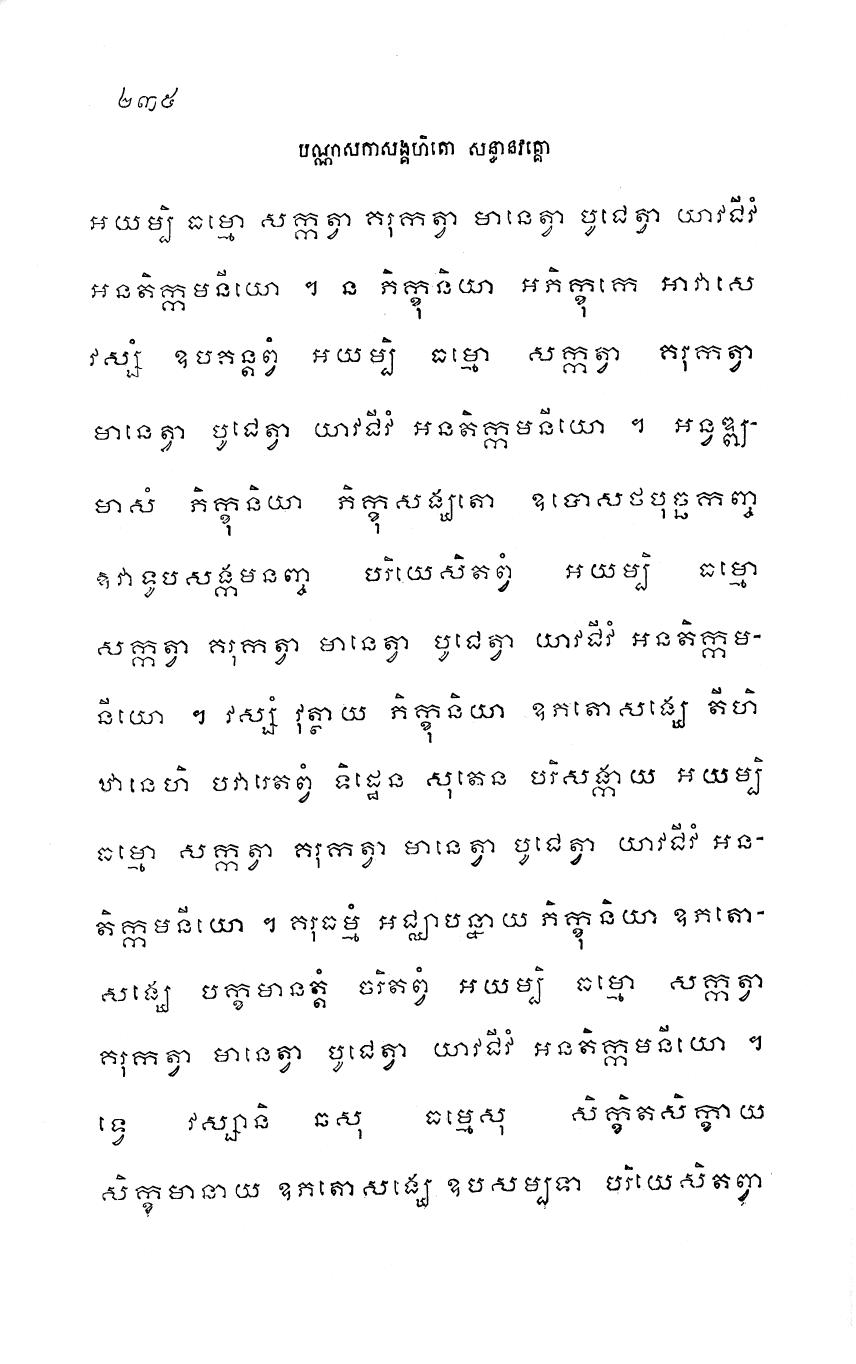 ២៣៥
បណ្ណាសកាសង្គហិតោ សន្ធានវគ្គោ
អយម្បិ ធម្មោ សក្កត្វា គរុកត្វា មានេត្វា បូជេត្វា យាវជីវំ
អនតិក្កមនីយោ ។ ន ភិក្ខុនិយា អភិក្ខុកេ អាវាសេ
វស្សំ ឧបគន្តព្វំ អយម្បិ ធម្មោ សក្កត្វា គរុកត្វា
មានេត្វា បូជេត្វា យាវជីវំ អនតិក្កមនីយោ ។ អន្វឌ្ឍ-
មាសំ ភិក្ខុនិយា ភិក្ខុសង្ឃតោ ឧបោសថបុច្ឆកញ្ច
ឱវាទូបសង្កមនញ្ច បរិយេសិតព្វំ អយម្បិ ធម្មោ
សក្កត្វា គរុកត្វា មានេត្វា បូជេត្វា យាវជីវំ អនតិក្កម-
នីយោ ។ វស្សំ វុត្ថាយ ភិក្ខុនិយា ឧភតោសង្ឃេ តីហិ
ឋានេហិ បវារេតព្វំ ទិដ្ឋេន សុតេន បរិសង្កាយ អយម្បិ
ធម្មោ សក្កត្វា គរុកត្វា មានេត្វា បូជេត្វា យាវជីវំ អន-
តិក្កមនីយោ ។ គរុធម្មំ អជ្ឈាបន្នាយ ភិក្ខុនិយា ឧភតោ-
សង្ឃេ បក្ខមានត្តំ ចរិតព្វំ អយម្បិ ធម្មោ សក្កត្វា
គរុកត្វា មានេត្វា បូជេត្វា យាវជីវំ អនតិក្កមនីយោ ។
ទ្វេ វស្សានិ ឆសុ ធម្មេសុ សិក្ខិតសិក្ខាយ
សិក្ខមានាយ ឧភតោសង្ឃេ ឧបសម្បទា បរិយេសិតព្វា